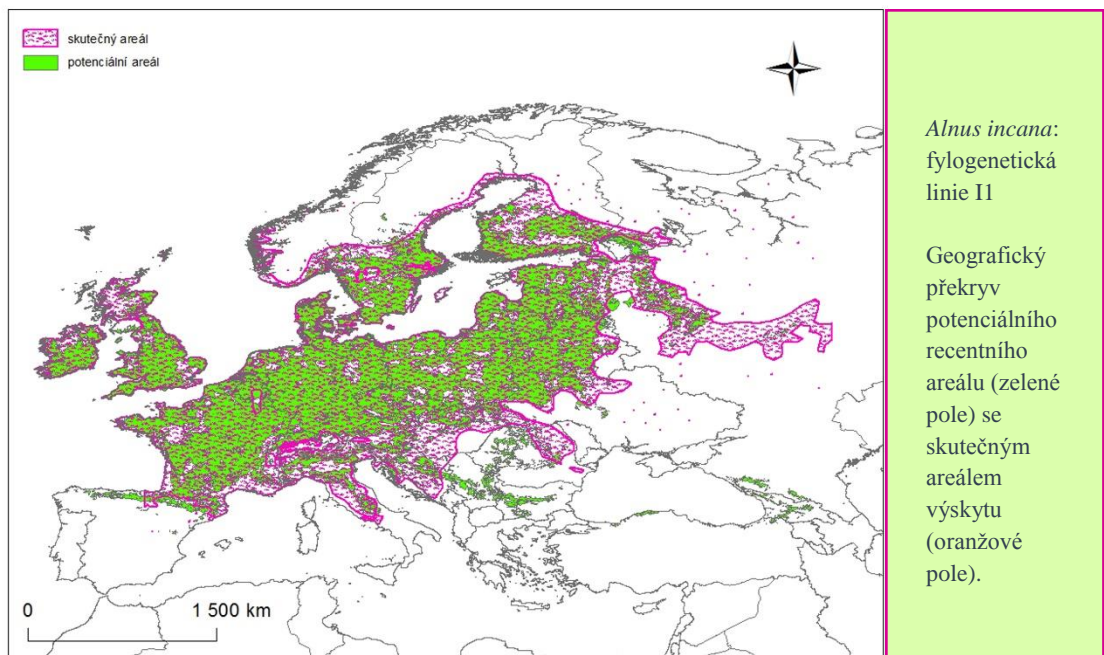 skutečný areál
potenciální areál
0 1 500 km
Alnus incana:
fylogenetická
linie I1
Geografický
překryv
potenciálního
recentního
areálu (zelené
pole) se
skutečným
areálem
výskytu
(oranžové
pole).